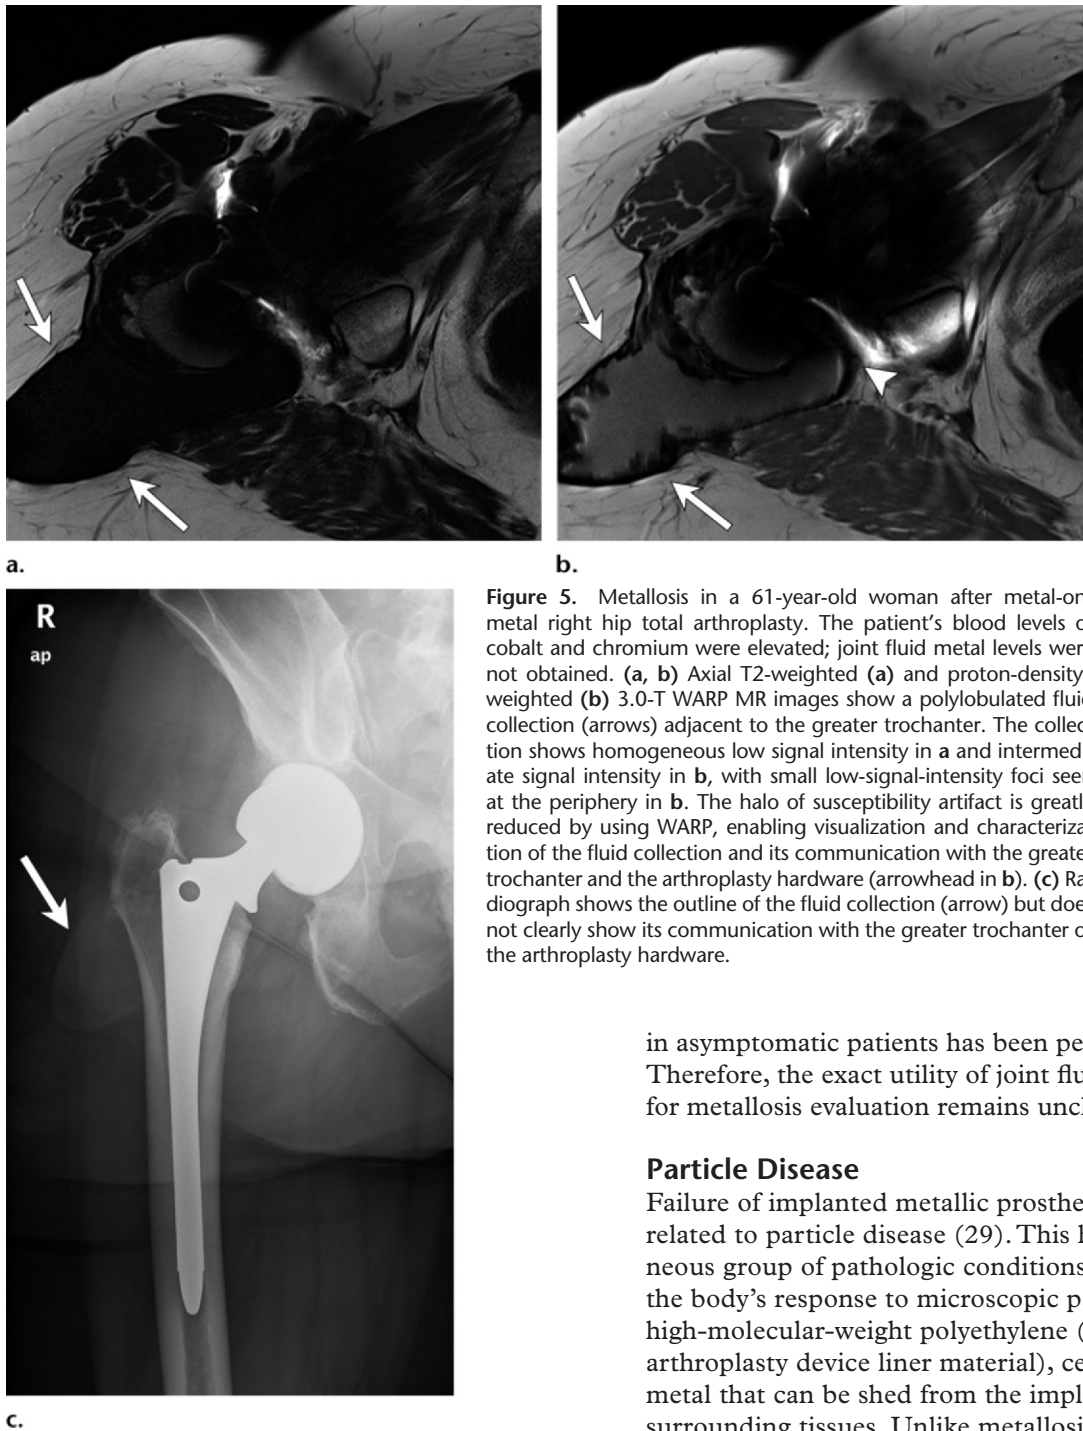 a.
b.
R
ap
Figure 5. Metallosis in a 61-year-old woman after metal-on
metal right hip total arthroplasty. The patient's blood levels o
cobalt and chromium were elevated; joint fluid metal levels wer
not obtained. (a, b) Axial T2-weighted (a) and proton-density
weighted (b) 3.0-T WARP MR images show a polylobulated fluid
collection (arrows) adjacent to the greater trochanter. The collec
tion shows homogeneous low signal intensity in a and intermed
ate signal intensity in b, with small low-signal-intensity foci seen
at the periphery in b. The halo of susceptibility artifact is greatl
reduced by using WARP, enabling visualization and characteriza
tion of the fluid collection and its communication with the greate
trochanter and the arthroplasty hardware (arrowhead in b). (c) Ra
diograph shows the outline of the fluid collection (arrow) but doe
not clearly show its communication with the greater trochanter o
the arthroplasty hardware.
in asymptomatic patients has been pe
Therefore, the exact utility of joint flu
for metallosis evaluation remains uncl
Particle Disease
Failure of implanted metallic prosthe
related to particle disease (29). This h
neous group of pathologic conditions
the body's response to microscopic p
high-molecular-weight polyethylene (
arthroplasty device liner material), ce
metal that can be shed from the impl
surrounding tissues. Unlike metallosi
c.